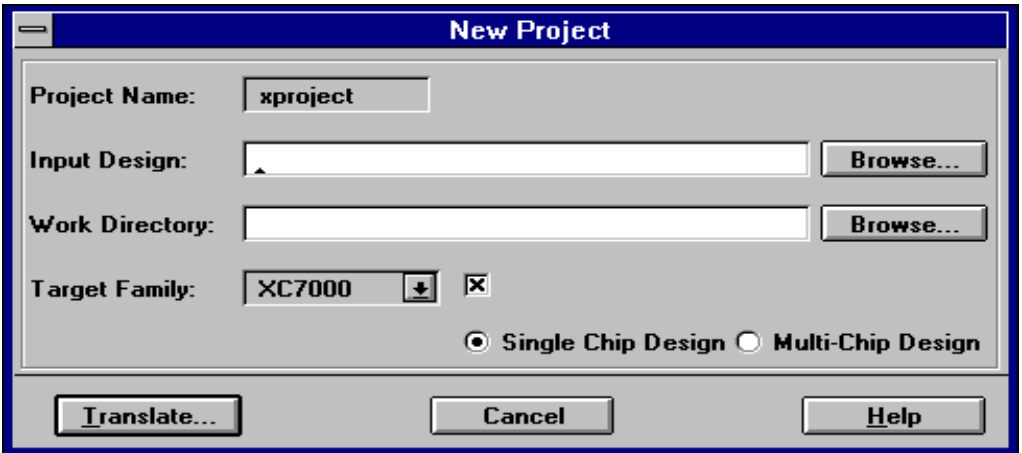 New Project
Project Name: xproject
Input Design: Browse...
Work Directory: Browse...
Target Family: XC7000
Single Chip Design Multi-Chip Design
Translate... Cancel Help